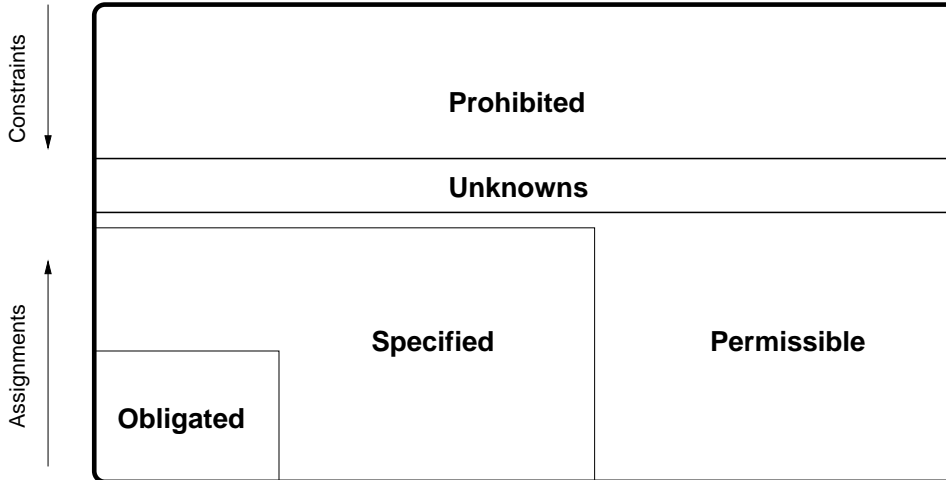 Constraints
Prohibited
Unknowns
Assignments
Specified
Permissible
Obligated